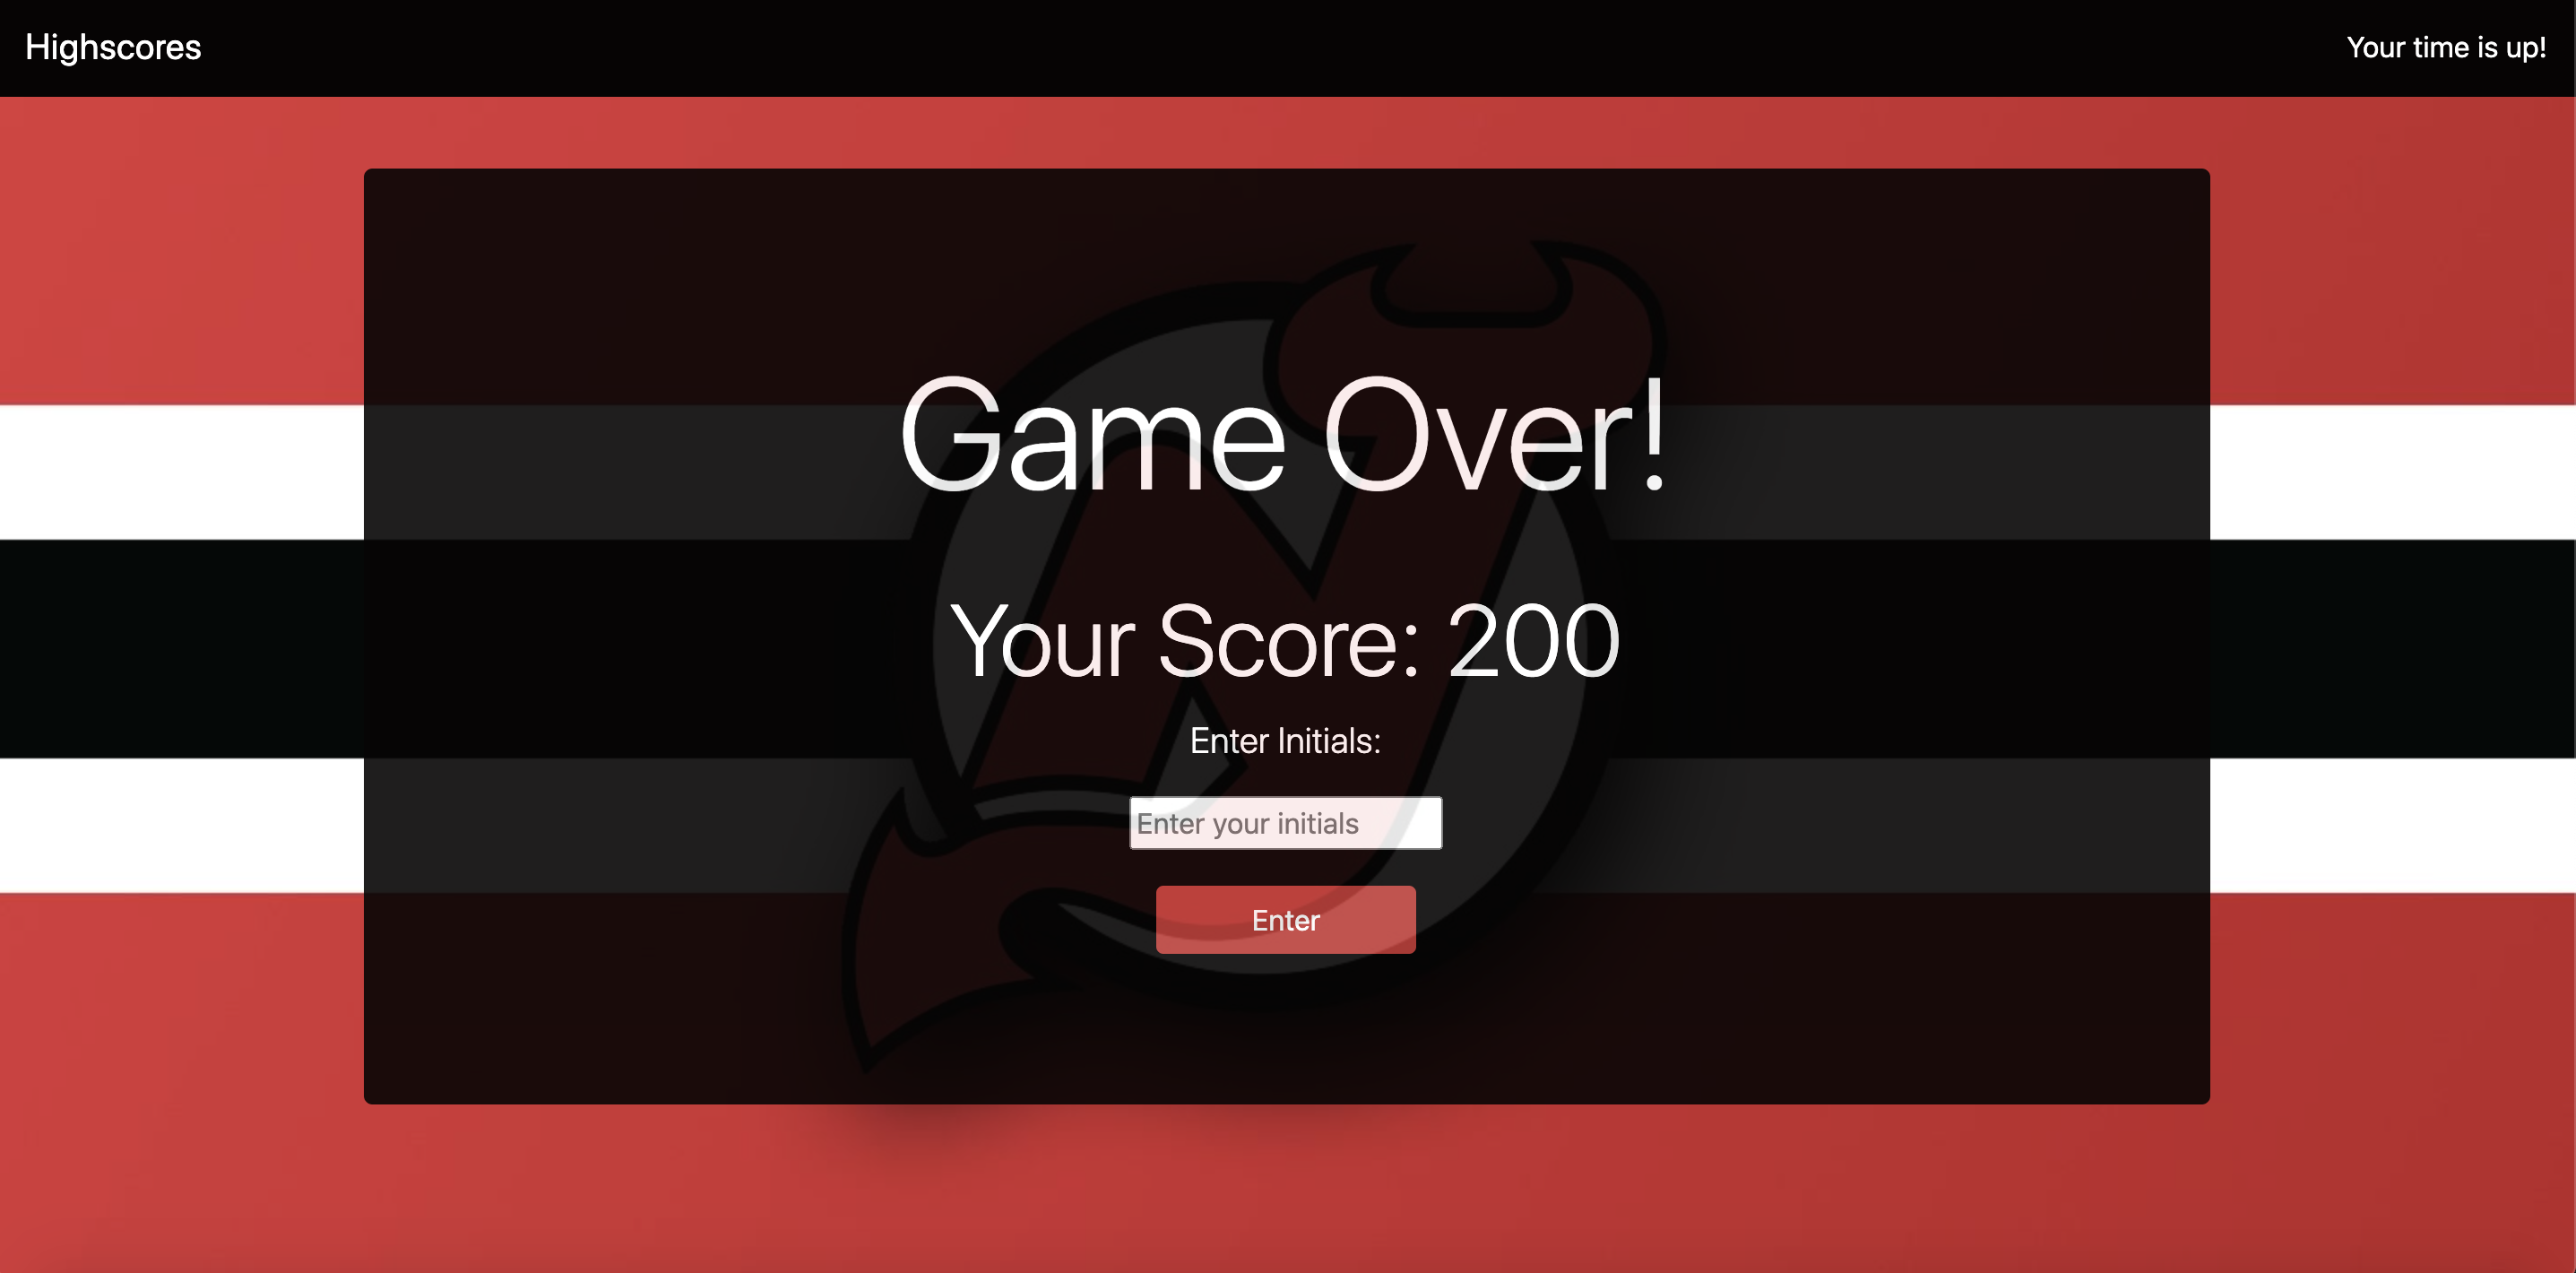 Highscores
Your time is up!
Game Over!
Your Score: 200
Enter Initials:
Enter your initials
Enter